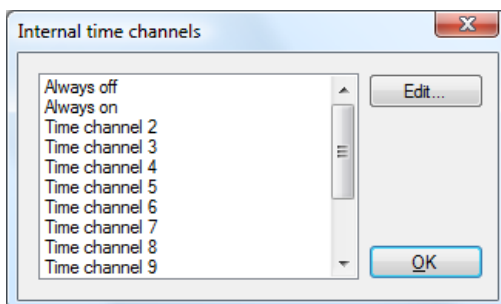 Internal time channels
Always off
Always on
Time channel 2
Time channel 3
Time channel 4
Time channel 5
Time channel 6
Time channel 7
Time channel 8
Time channel 9
Edit...
OK